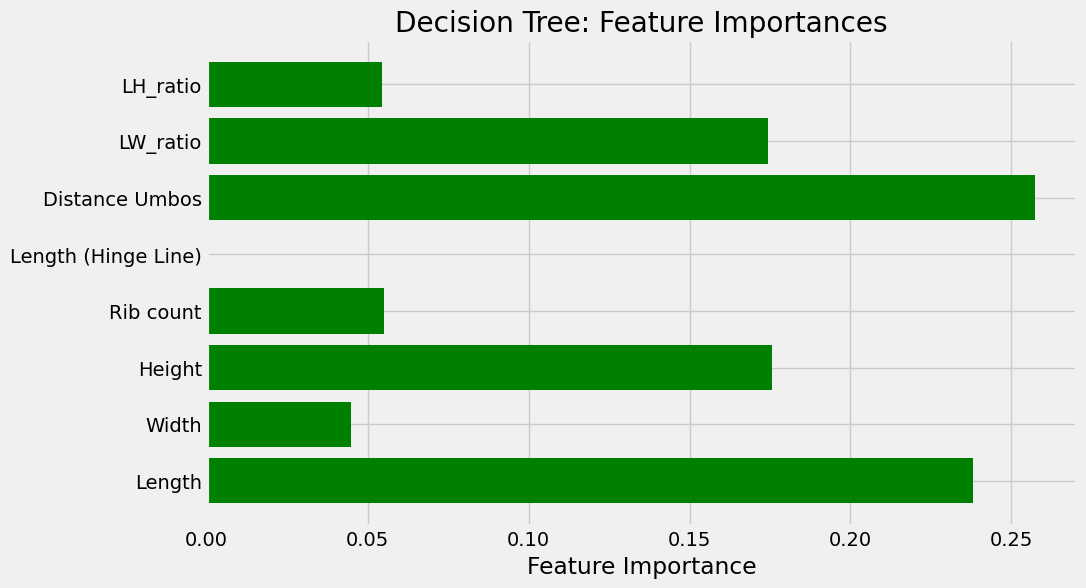 Decision Tree: Feature Importances
LH_ratio
LW_ratio
Distance Umbos
Length (Hinge Line)
Rib count
Height
Width
Length
0.00 0.05 0.10 0.15 0.20 0.25
Feature Importance